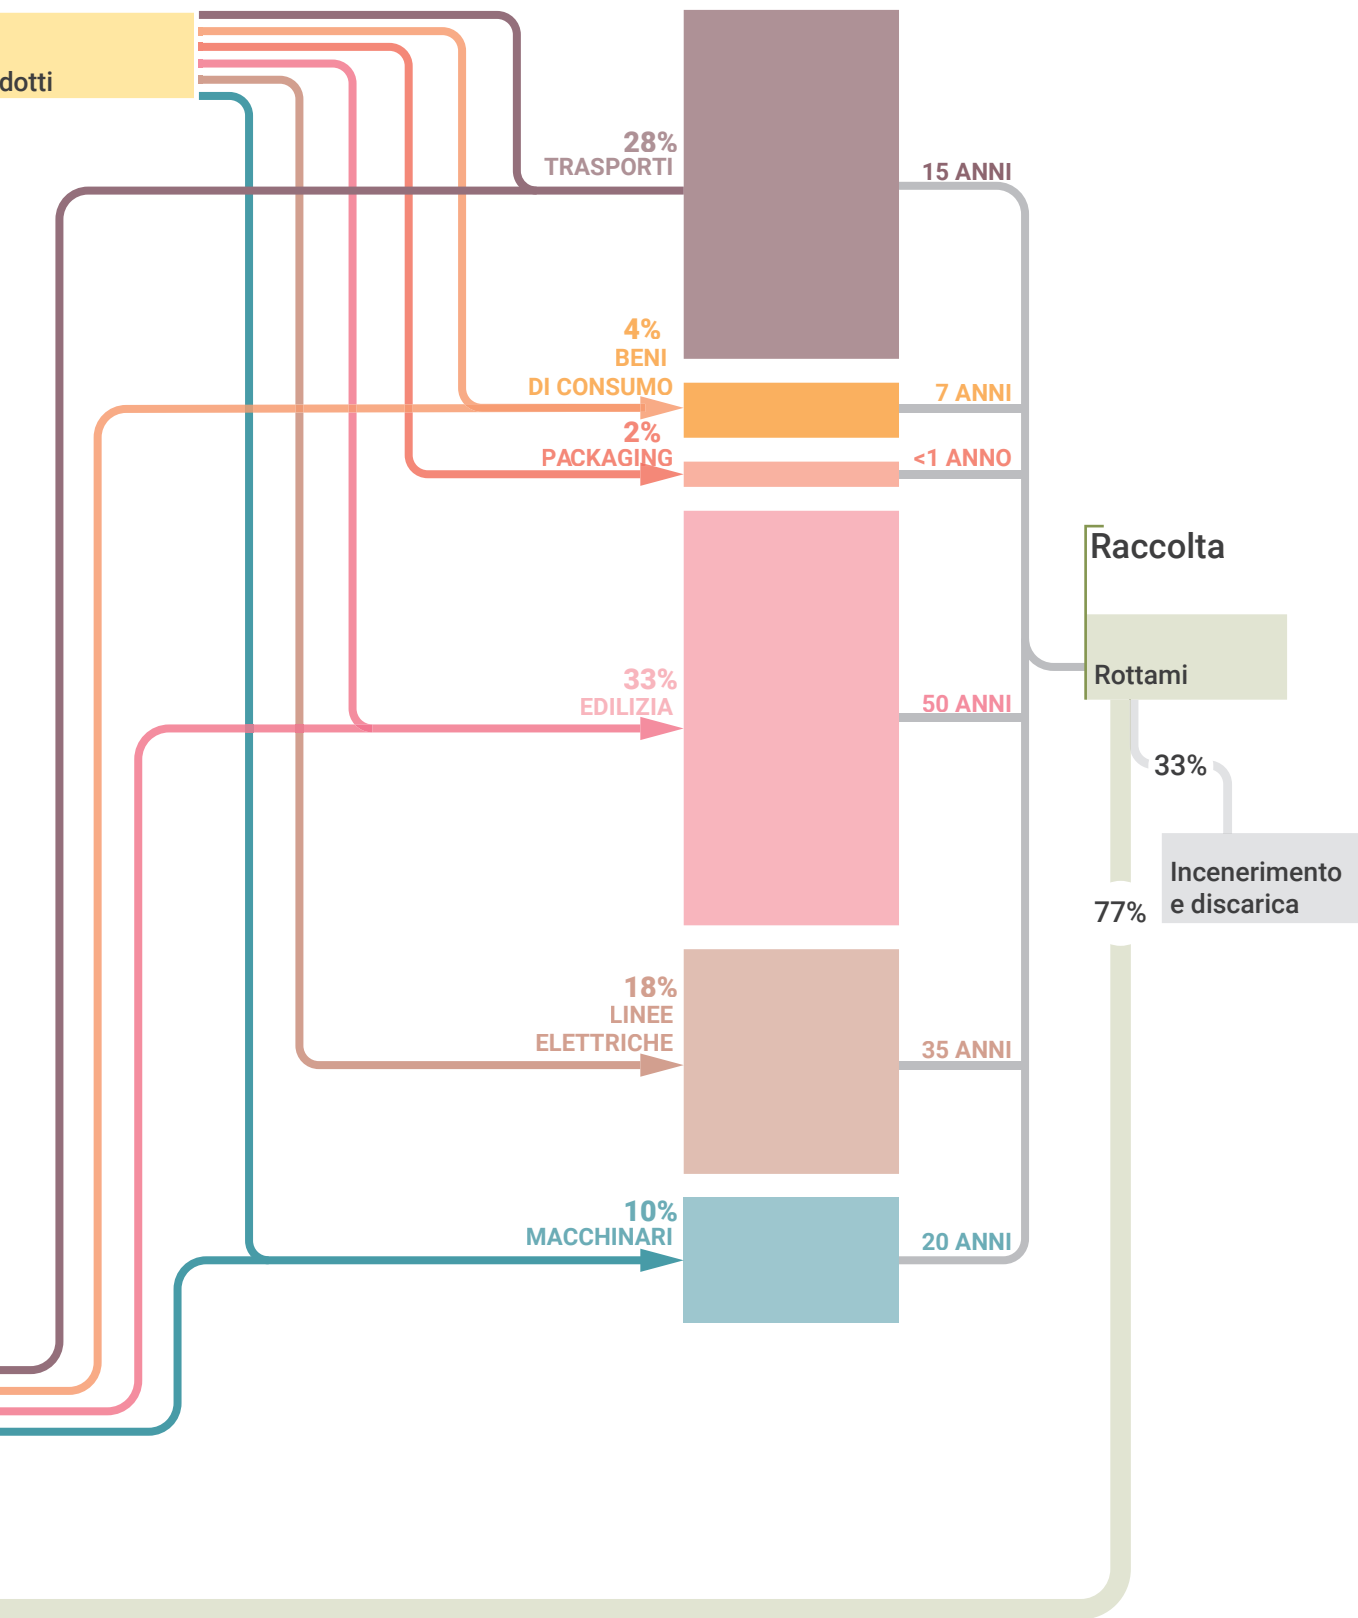 dotti
28%
TRASPORTI
15 ANNI
4%
BENI
DI CONSUMO
7 ANNI
2%
PACKAGING
<1 ANNO
Raccolta
Rottami
33%
EDILIZIA
50 ANNI
33%
Incenerimento
e discarica
77%
18%
LINEE
ELETTRICHE
35 ANNI
10%
MACCHINARI
20 ANNI